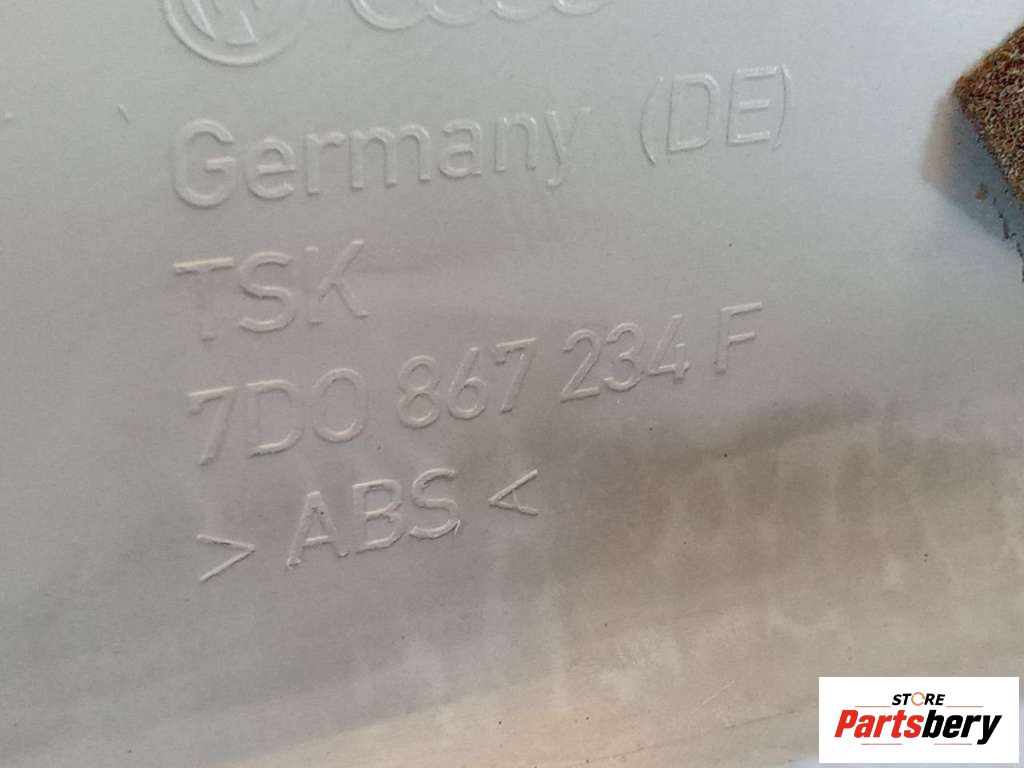 Germany (DE)
TSK
7D0 867 234 F
> ABS <
STORE
Partsbery